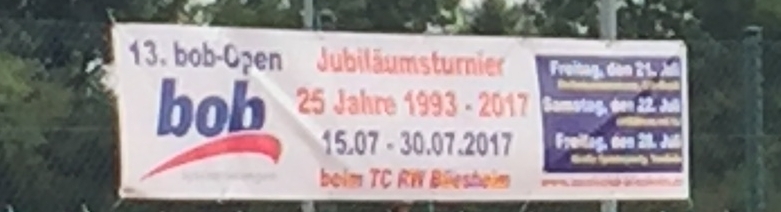 13. bob-Open
bob
Jubiläumsturnier
25 Jahre 1993 - 2017
15.07 - 30.07.2017
beim TC RW
Freitag, den 21. Juli
Samstag, den 22. Juli
Freitag, den 28. Juli